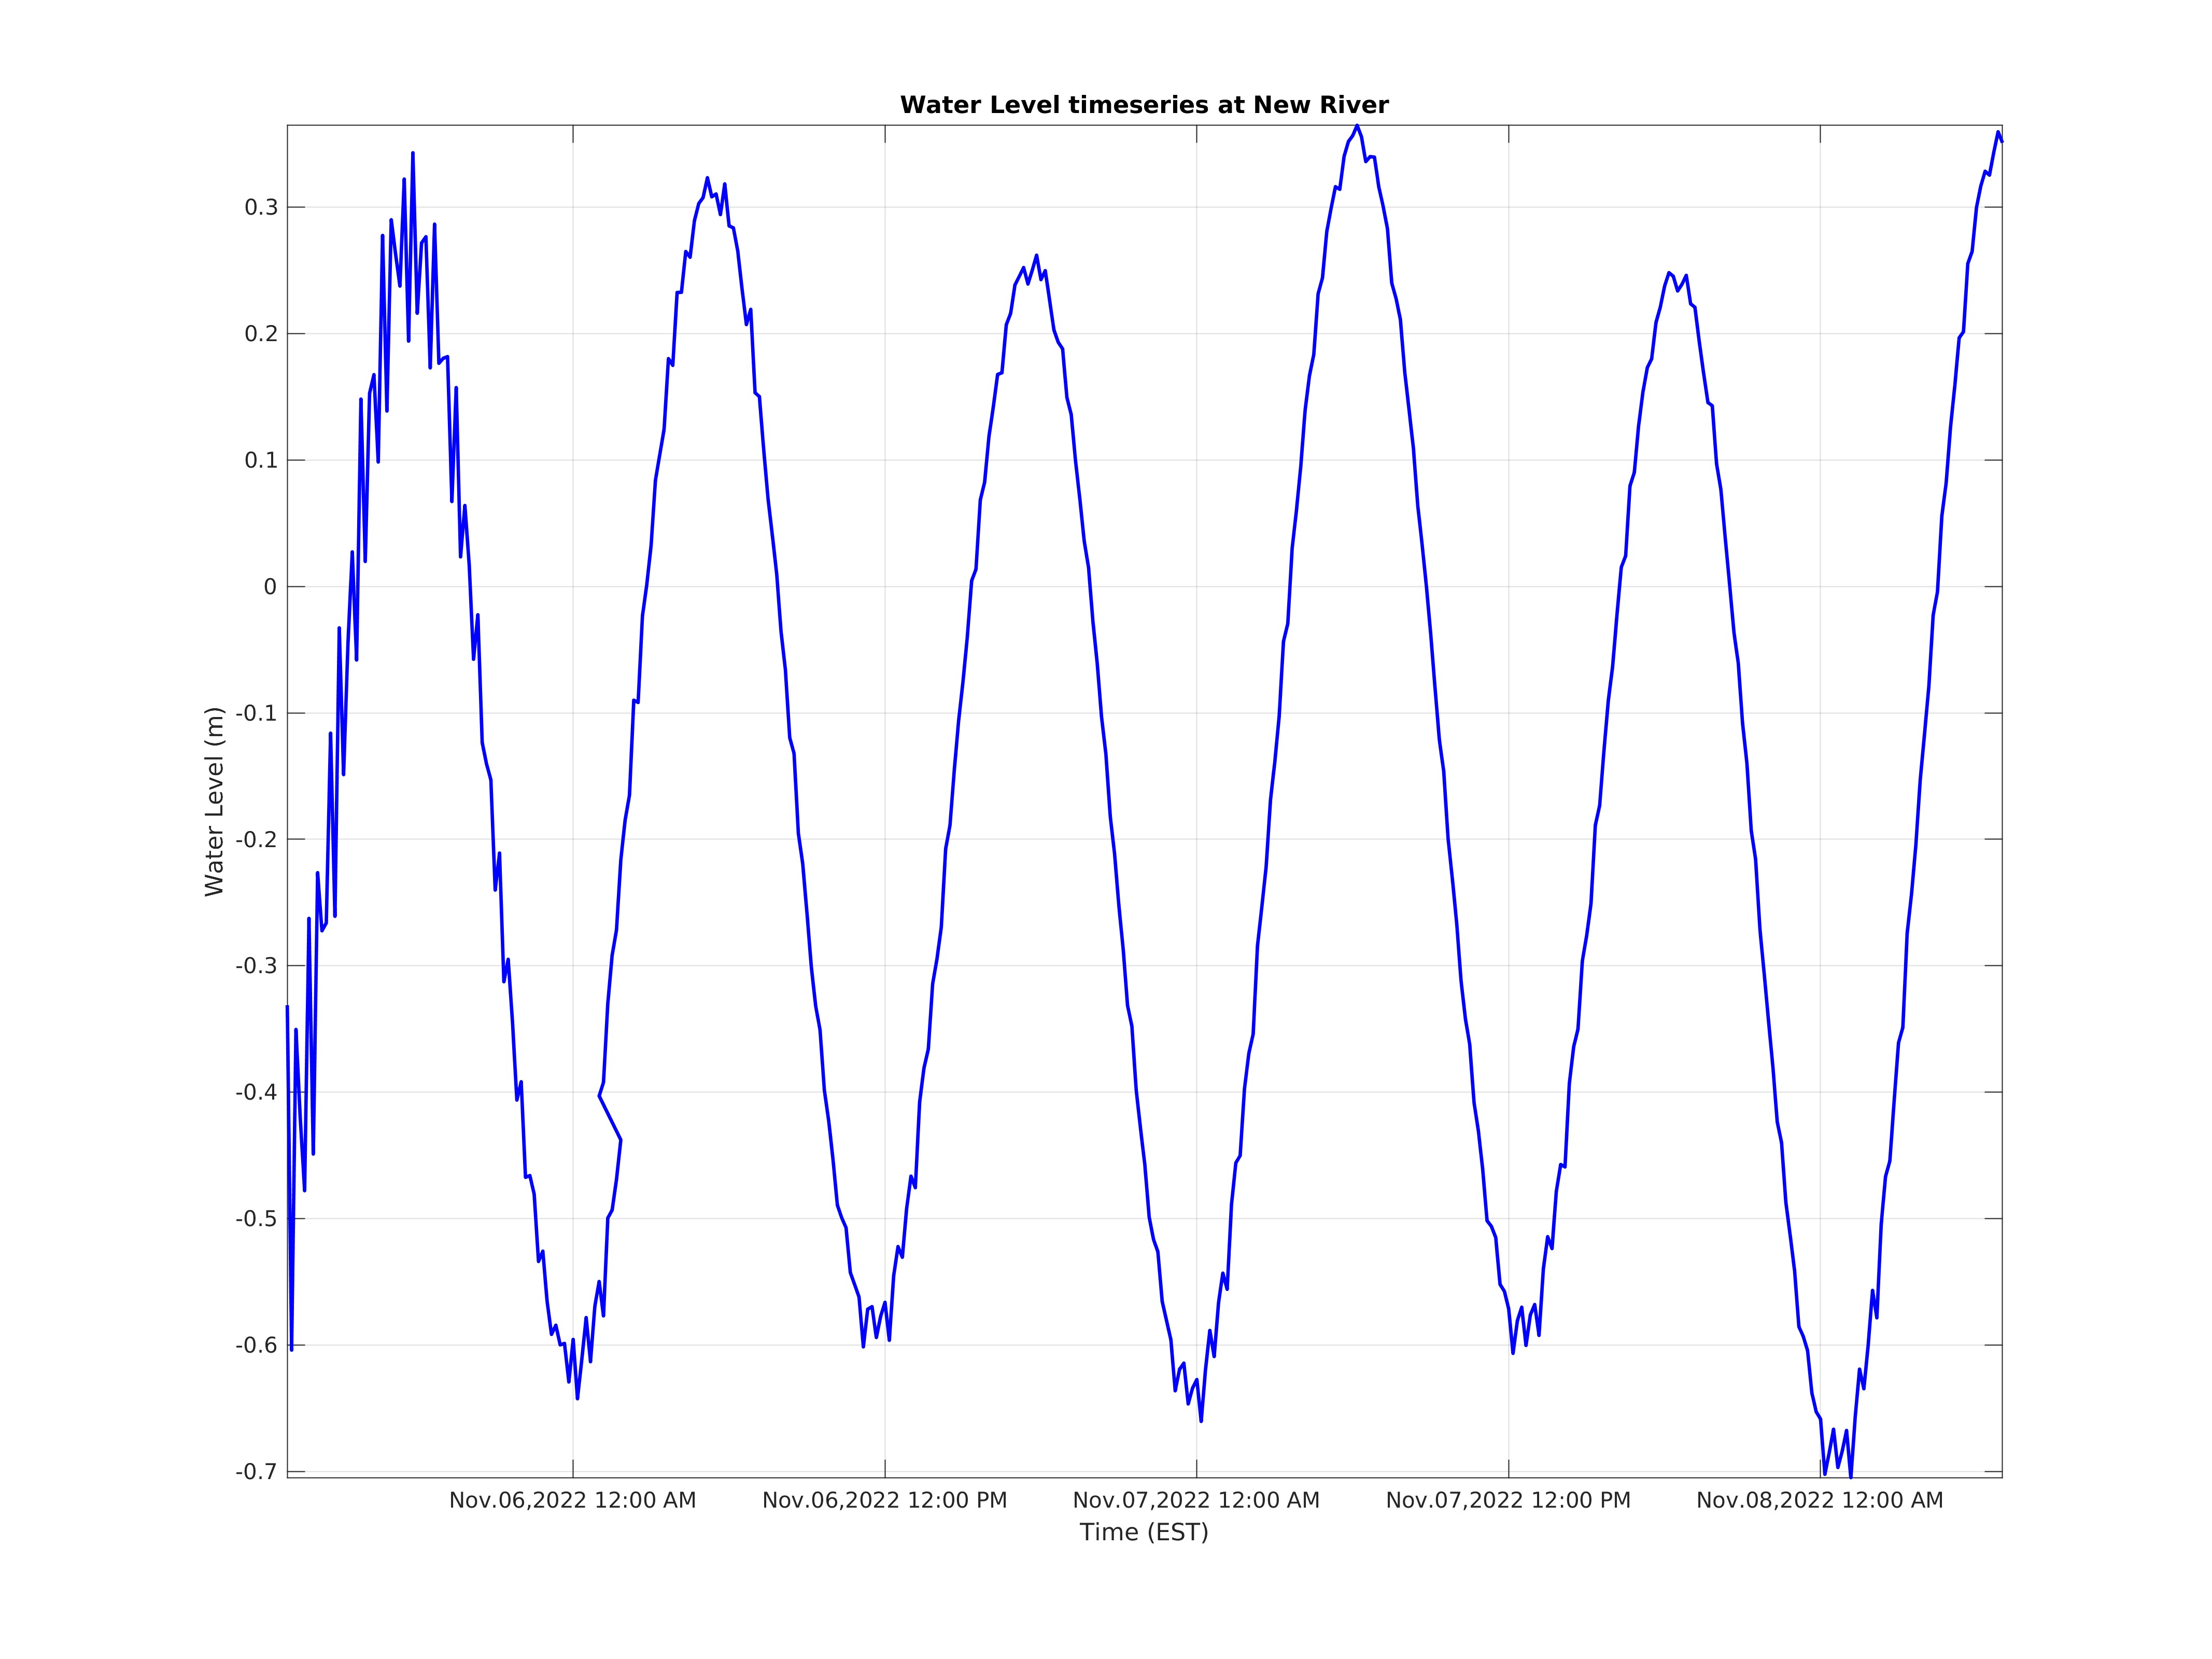 Water Level timeseries at New River
0.3
0.2
0.1
0
-0.1
-0.2
-0.3
-0.4
-0.5
-0.6
-0.7
Water Level (m)
Nov.06,2022 12:00 AM Nov.06,2022 12:00 PM Nov.07,2022 12:00 AM Nov.07,2022 12:00 PM Nov.08,2022 12:00 AM
Time (EST)